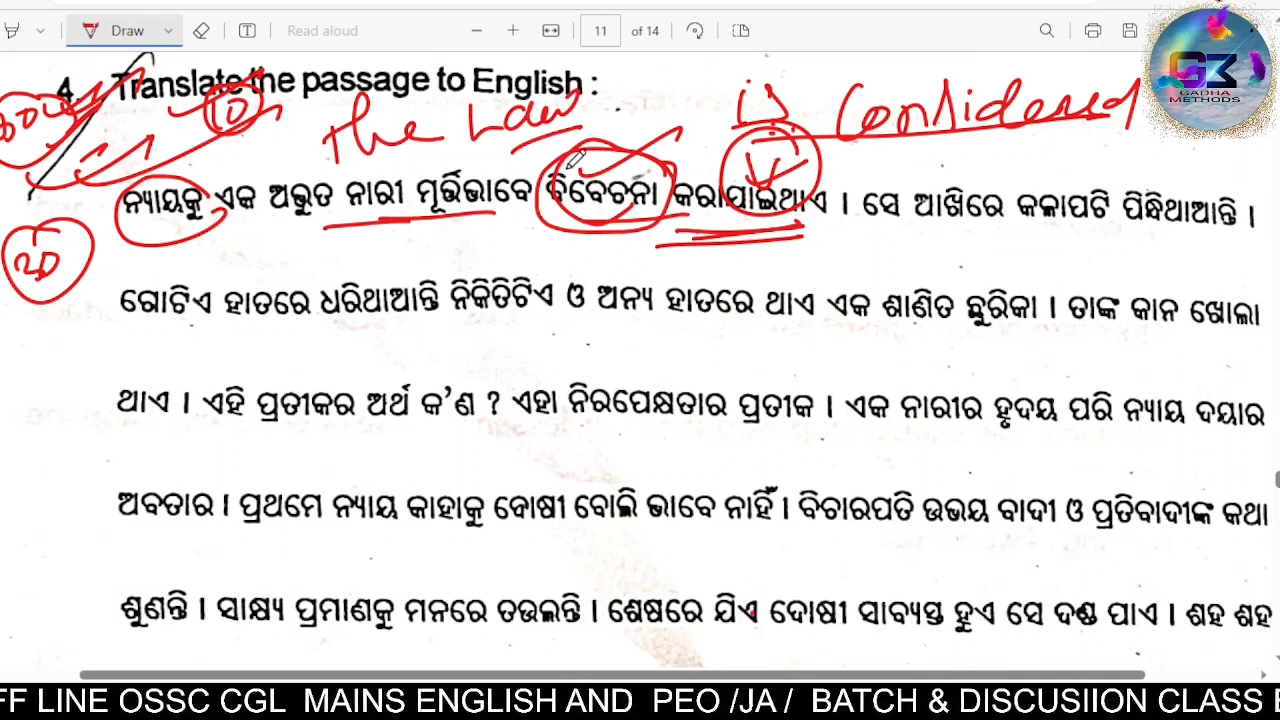 Draw
Read aloud
11 of 14
GADHA
METHODS
4. Translate the passage to English :
10
The Law is Considered
V
20
ନ୍ୟାୟକୁ ଏକ ଅଦ୍ଭୁତ ନାରୀ ମୂର୍ତ୍ତିଭାବେ ବିବେଚନା କରାଯାଇଥାଏ । ସେ ଆଖିରେ କଳାପଟି ପିନ୍ଧିଥାଆନ୍ତି ।
ଗୋଟିଏ ହାତରେ ଧରିଥାଆନ୍ତି ନିକିତିଟିଏ ଓ ଅନ୍ୟ ହାତରେ ଥାଏ ଏକ ଶାଣିତ ଛୁରିକା । ତାଙ୍କ କାନ ଖୋଲା
ଥାଏ । ଏହି ପ୍ରତୀକର ଅର୍ଥ କ’ଣ ? ଏହା ନିରପେକ୍ଷତାର ପ୍ରତୀକ । ଏକ ନାରୀର ହୃଦୟ ପରି ନ୍ୟାୟ ଦୟାର
ଅବତାର । ପ୍ରଥମେ ନ୍ୟାୟ କାହାକୁ ଦୋଷୀ ବୋଲି ଭାବେ ନାହିଁ । ବିଚାରପତି ଉଭୟ ବାଦୀ ଓ ପ୍ରତିବାଦୀଙ୍କ କଥା
ଶୁଣନ୍ତି । ସାକ୍ଷ୍ୟ ପ୍ରମାଣକୁ ମନରେ ତଉଲନ୍ତି । ଶେଷରେ ଯିଏ ଦୋଷୀ ସାବ୍ୟସ୍ତ ହୁଏ ସେ ଦଣ୍ଡ ପାଏ । ଶହ ଶହ
FF LINE OSSC CGL MAINS ENGLISH AND PEO /JA / BATCH & DISCUSIION CLASS